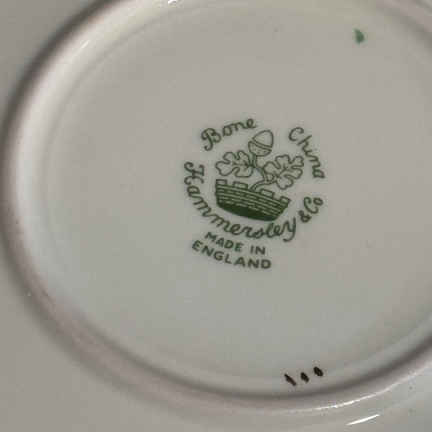 Bone China
Hammersley & Co
MADE IN
ENGLAND